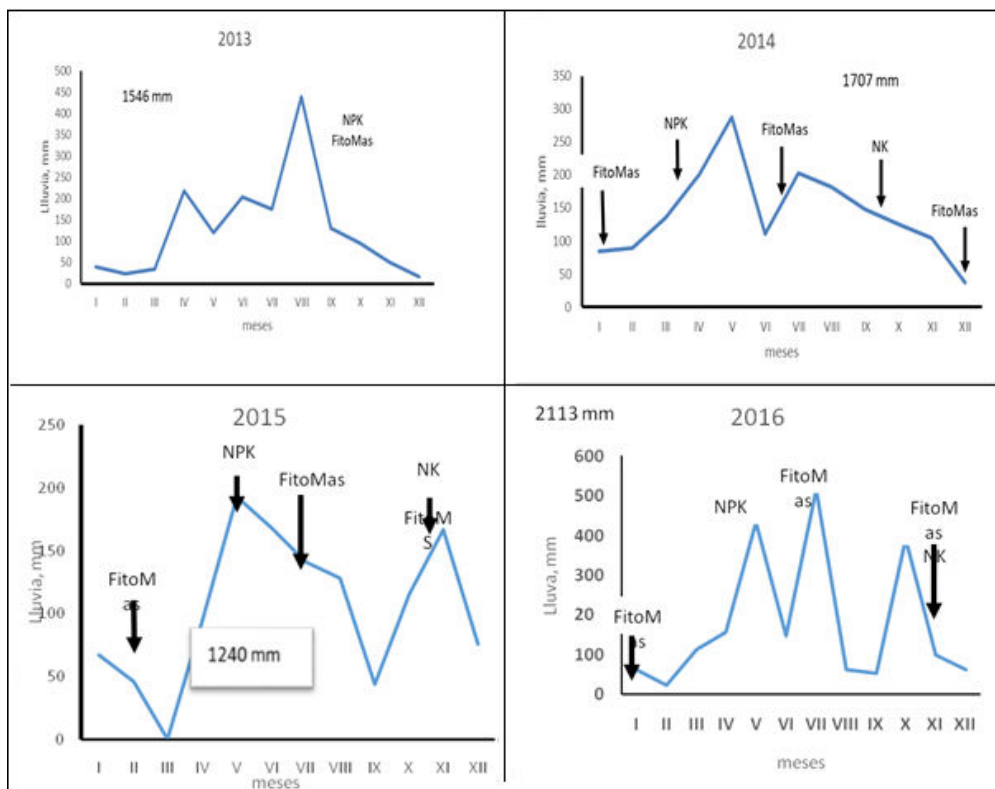 2013
Lliuvia, mm
500
450
400
350
300
250
200
150
100
50
0
1546 mm
NPK
FitoMas
I II III IV V VI VII VIII IX X XI XII
meses
2014
lluvia, mm
350
300
250
200
150
100
50
0
1707 mm
FitoMas
NPK
FitoMas
NK
FitoMas
I II III IV V VI VII VIII IX X XI XII
meses
2015
Lluvia, mm
250
200
150
100
50
0
FitoM
as
NPK
FitoMas
NK
FitoM
S
1240 mm
I II III IV V VI VII VIII IX X XI XII
meses
2113 mm
2016
Lluva, mm
600
500
400
300
20
100
0
FitoM
as
NPK
FitoM
as
FitoM
as
NK
I II III IV V VI VII VIII IX X XI XII
meses